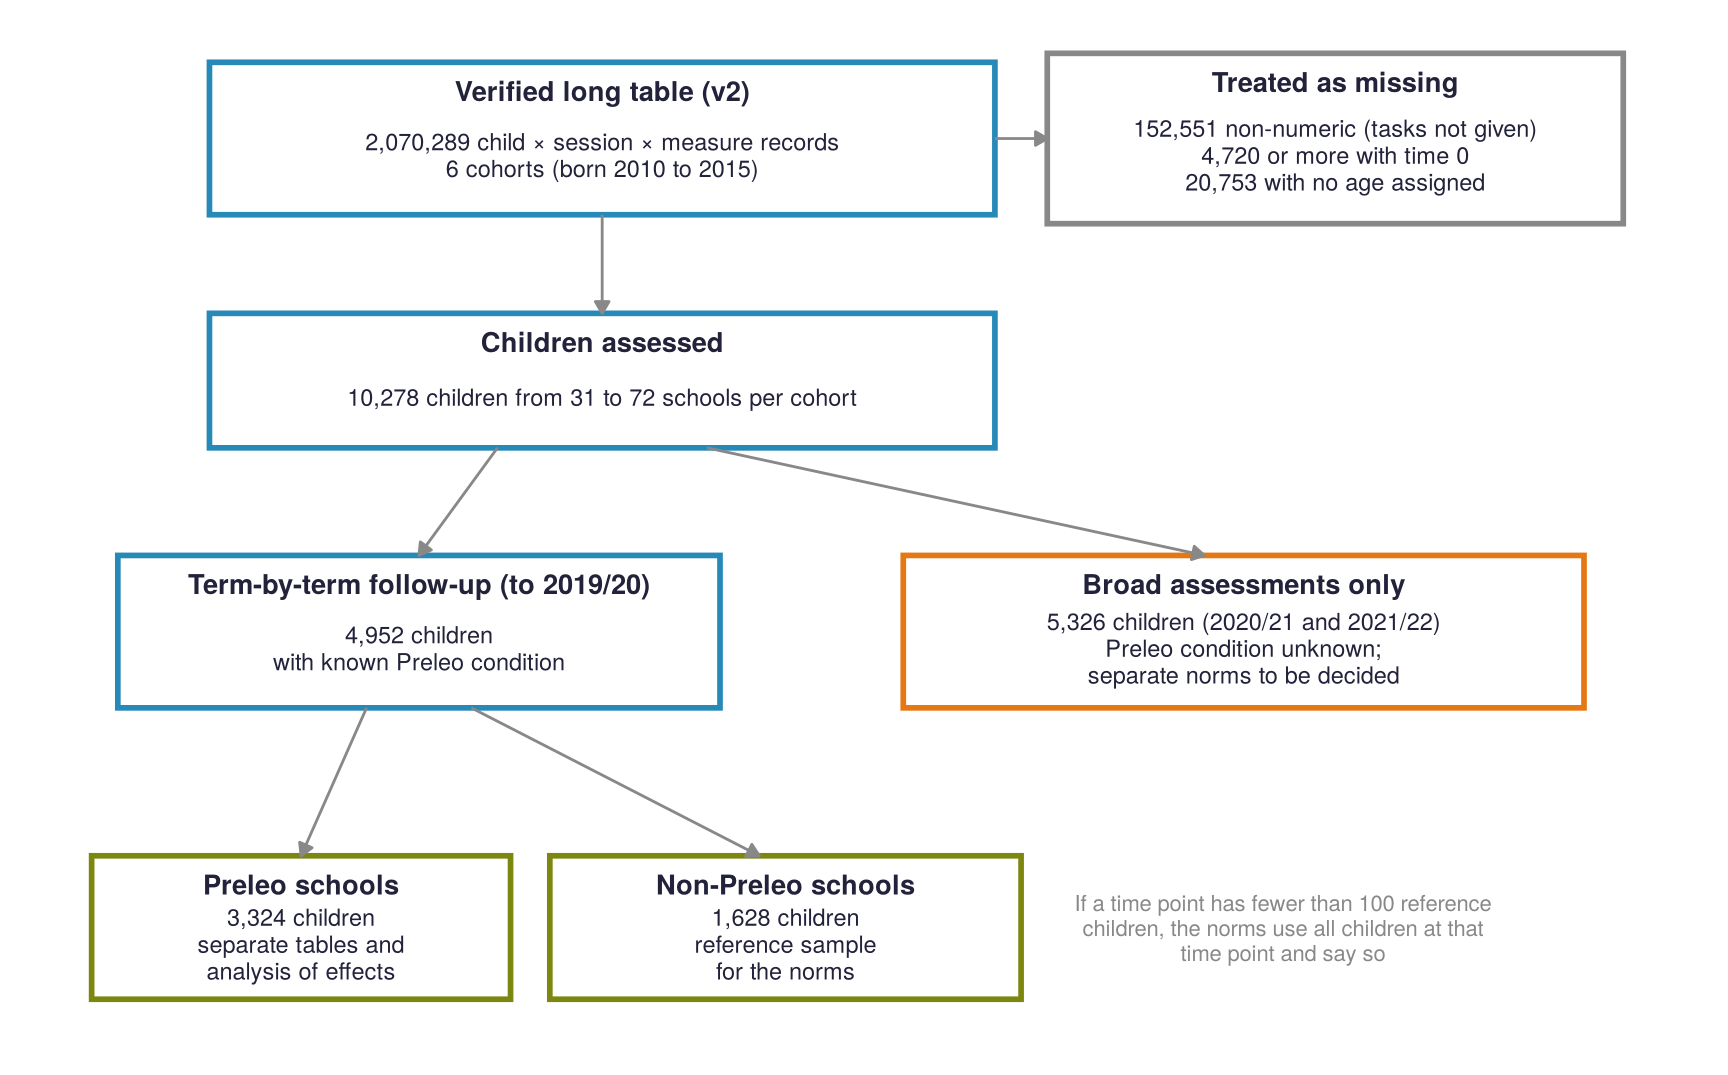 Verified long table (v2)
2,070,289 child × session × measure records
6 cohorts (born 2010 to 2015)
Treated as missing
152,551 non-numeric (tasks not given)
4,720 or more with time 0
20,753 with no age assigned
Children assessed
10,278 children from 31 to 72 schools per cohort
Term-by-term follow-up (to 2019/20)
4,952 children
with known Preleo condition
Broad assessments only
5,326 children (2020/21 and 2021/22)
Preleo condition unknown;
separate norms to be decided
Preleo schools
3,324 children
separate tables and
analysis of effects
Non-Preleo schools
1,628 children
reference sample
for the norms
If a time point has fewer than 100 reference
children, the norms use all children at that
time point and say so